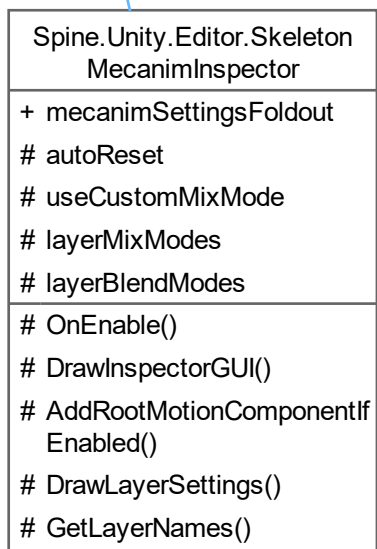 Spine.Unity.Editor.Skeleton
MecanimInspector
+ mecanimSettingsFoldout
# autoReset
# useCustomMixMode
# layerMixModes
# layerBlendModes
# OnEnable()
# DrawInspectorGUI()
# AddRootMotionComponentIf
Enabled()
# DrawLayerSettings()
# GetLayerNames()